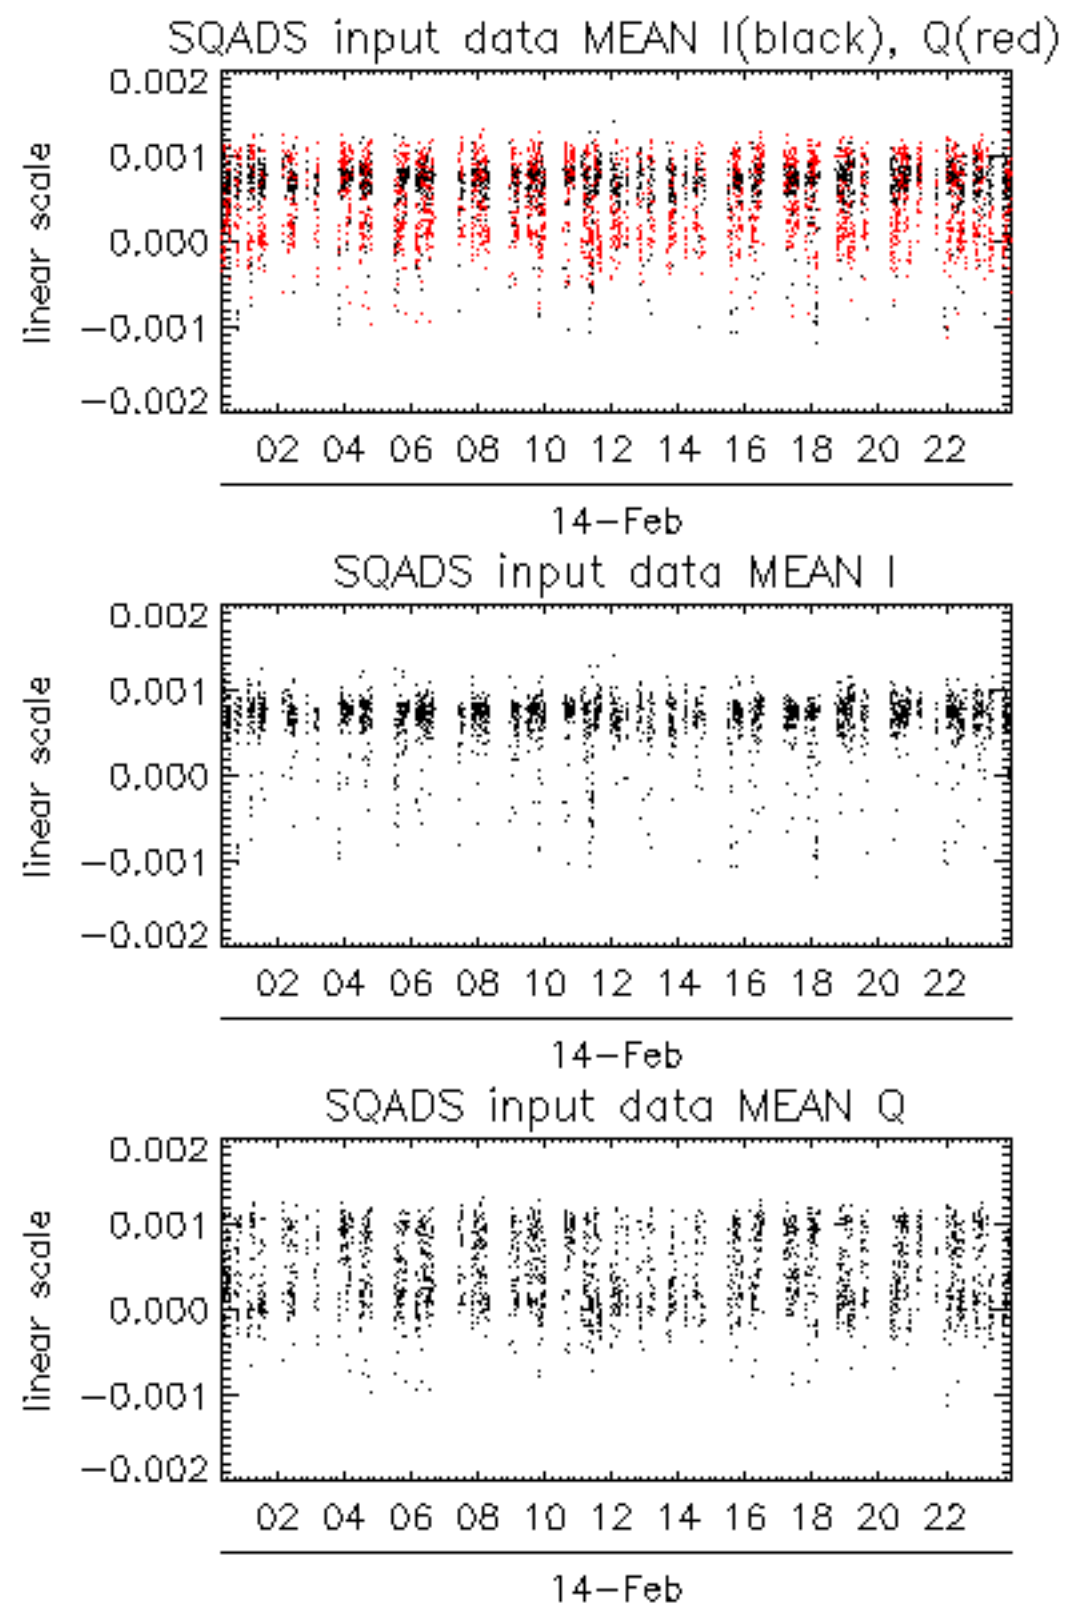 SQADS input data MEAN I(black), Q(red)
0.002
0.001
0.000
−0.001
−0.002
linear scale
02 04 06 08 10 12 14 16 18 20 22
14−Feb
SQADS input data MEAN I
0.002
0.001
0.000
−0.001
−0.002
linear scale
02 04 06 08 10 12 14 16 18 20 22
14−Feb
SQADS input data MEAN Q
0.002
0.001
0.000
−0.001
−0.002
linear scale
02 04 06 08 10 12 14 16 18 20 22
14−Feb